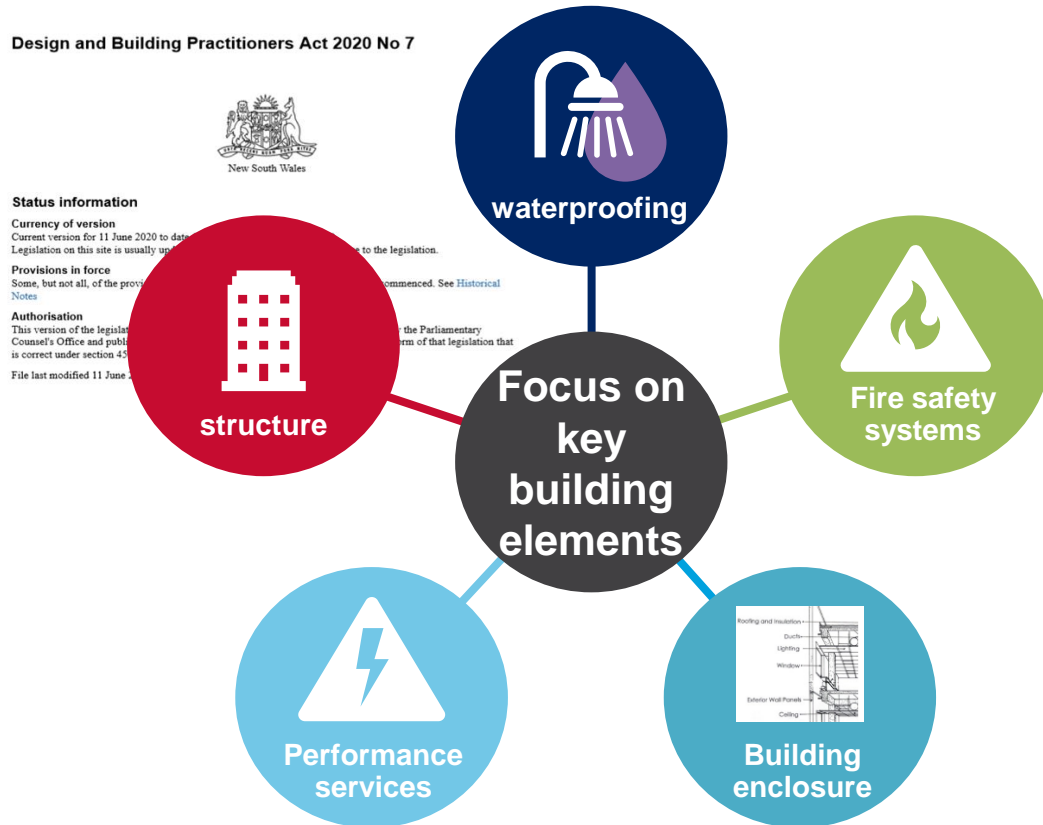 Design and Building Practitioners Act 2020 No 7
New South Wales
Status information
Currency of version
Current version for 11 June 2020 to date
Legislation on this site is usually up e to the legislation.
Provisions in force
Some, but not all, of the provi ommenced. See Historical
Notes
Authorisation
This version of the legislat the Parliamentary
Counsel's Office and publi orm of that legislation that
is correct under section 45
File last modified 11 June
waterproofing
structure
Fire safety
systems
Focus on
key
building
elements
Performance
services
Roofing and Insulation
Ducts
Lighting
Window
Exterior Wall Panels
Ceiling
Building
enclosure